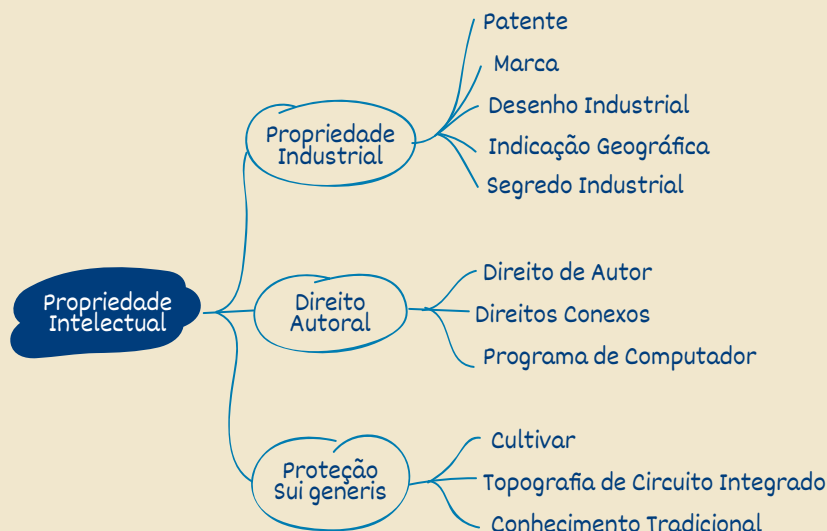 Patente
Marca
Desenho Industrial
Indicação Geográfica
Segredo Industrial
Propriedade
Industrial
Propriedade
Intelectual
Direito
Autoral
Direito de Autor
Direitos Conexos
Programa de Computador
Proteção
Sui generis
Cultivar
Topografia de Circuito Integrado
Conhecimento Tradicional